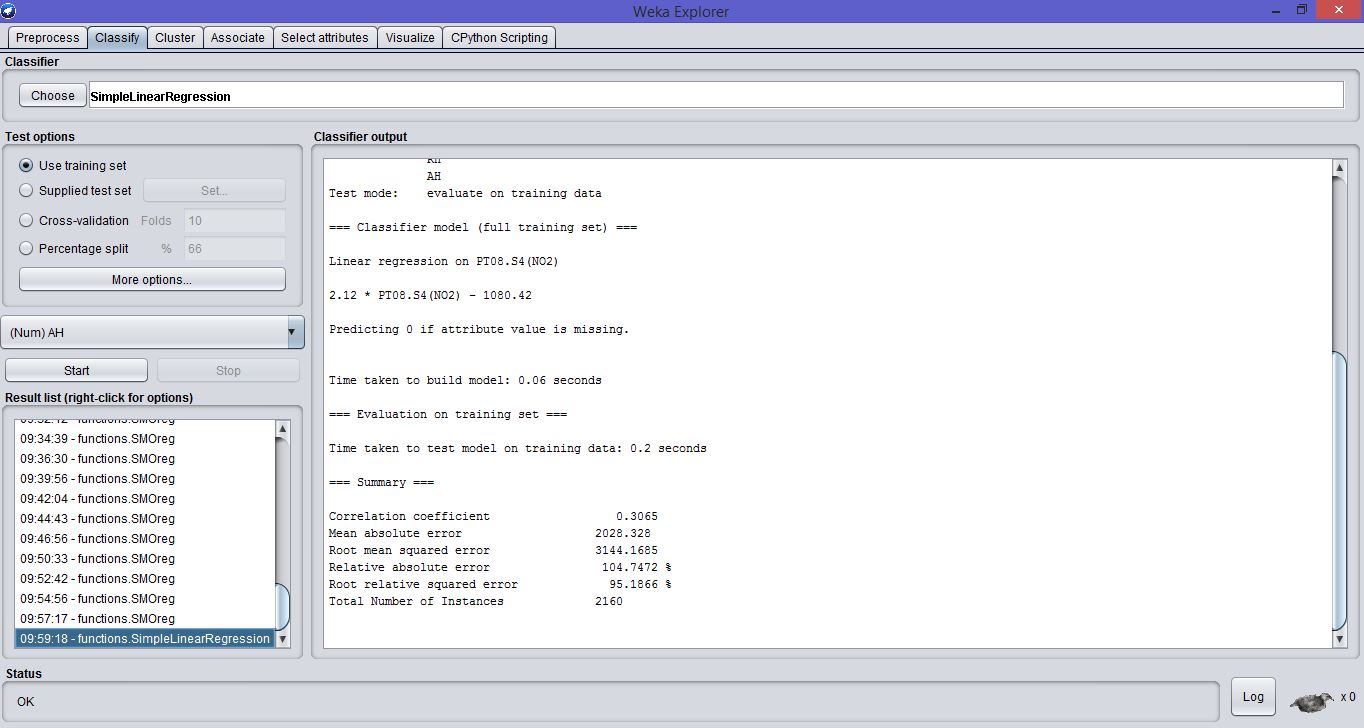 Weka Explorer
Preprocess Classify Cluster Associate Select attributes Visualize CPython Scripting
Classifier
Choose SimpleLinearRegression
Test options
Use training set
Supplied test set Set...
Cross-validation Folds 10
Percentage split % 66
More options...
(Num) AH
Start Stop
Result list (right-click for options)
09:32:12 - functions.SMOreg
09:34:39 - functions.SMOreg
09:36:30 - functions.SMOreg
09:39:56 - functions.SMOreg
09:42:04 - functions.SMOreg
09:44:43 - functions.SMOreg
09:46:56 - functions.SMOreg
09:50:33 - functions.SMOreg
09:52:42 - functions.SMOreg
09:54:56 - functions.SMOreg
09:57:17 - functions.SMOreg
09:59:18 - functions.SimpleLinearRegression
Classifier output
RH
AH
Test mode: evaluate on training data
=== Classifier model (full training set) ===
Linear regression on PT08.S4(NO2)
2.12 * PT08.S4(NO2) - 1080.42
Predicting 0 if attribute value is missing.
Time taken to build model: 0.06 seconds
=== Evaluation on training set ===
Time taken to test model on training data: 0.2 seconds
=== Summary ===
Correlation coefficient 0.3065
Mean absolute error 2028.328
Root mean squared error 3144.1685
Relative absolute error 104.7472 %
Root relative squared error 95.1866 %
Total Number of Instances 2160
Status
OK
Log
x 0